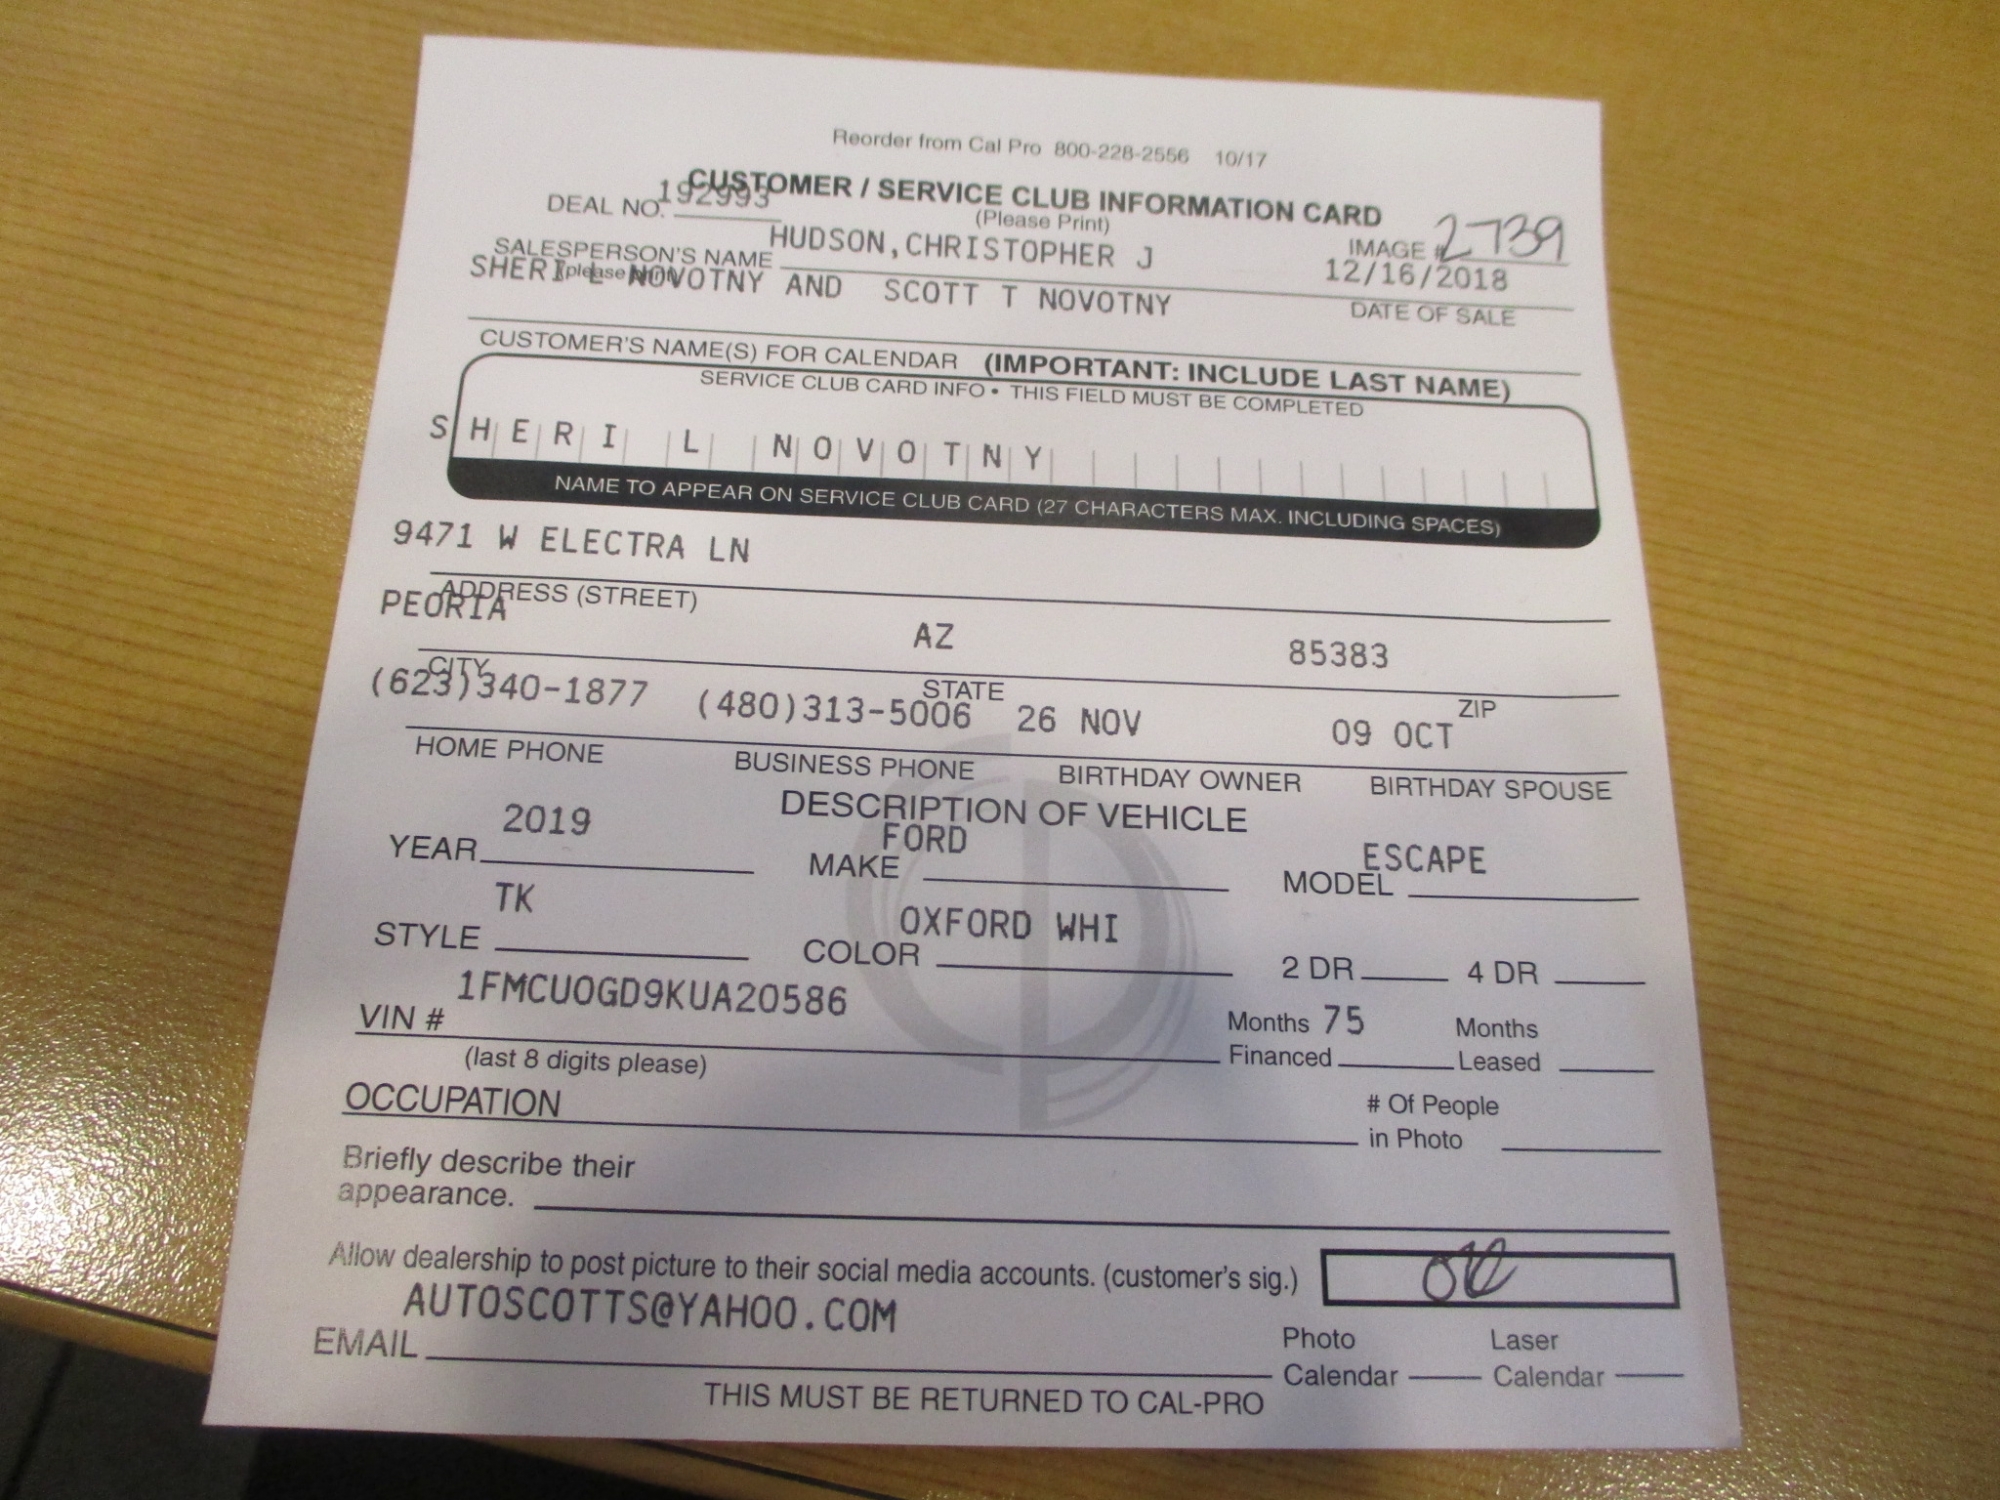 Reorder from Cal Pro 800-228-2556 10/17
CUSTOMER / SERVICE CLUB INFORMATION CARD
DEAL NO. 192993 (Please Print)
IMAGE # 2739
SALESPERSON'S NAME HUDSON,CHRISTOPHER J
(please print)
12/16/2018
SHERI L NOVOTNY AND SCOTT T NOVOTNY
DATE OF SALE
CUSTOMER'S NAME(S) FOR CALENDAR (IMPORTANT: INCLUDE LAST NAME)
SERVICE CLUB CARD INFO • THIS FIELD MUST BE COMPLETED
SHERI L NOVOTNY
NAME TO APPEAR ON SERVICE CLUB CARD (27 CHARACTERS MAX. INCLUDING SPACES)
9471 W ELECTRA LN
ADDRESS (STREET)
PEORIA AZ 85383
CITY STATE ZIP
(623)340-1877 (480)313-5006 26 NOV 09 OCT
HOME PHONE BUSINESS PHONE BIRTHDAY OWNER BIRTHDAY SPOUSE
DESCRIPTION OF VEHICLE
YEAR 2019 MAKE FORD MODEL ESCAPE
STYLE TK COLOR OXFORD WHI 2 DR 4 DR
VIN # 1FMCU0GD9KUA20586 Months 75 Months
(last 8 digits please) Financed Leased
OCCUPATION # Of People
in Photo
Briefly describe their
appearance.
Allow dealership to post picture to their social media accounts. (customer's sig.) OK
AUTOSCOTTS@YAHOO.COM
EMAIL Photo Laser
Calendar Calendar
THIS MUST BE RETURNED TO CAL-PRO